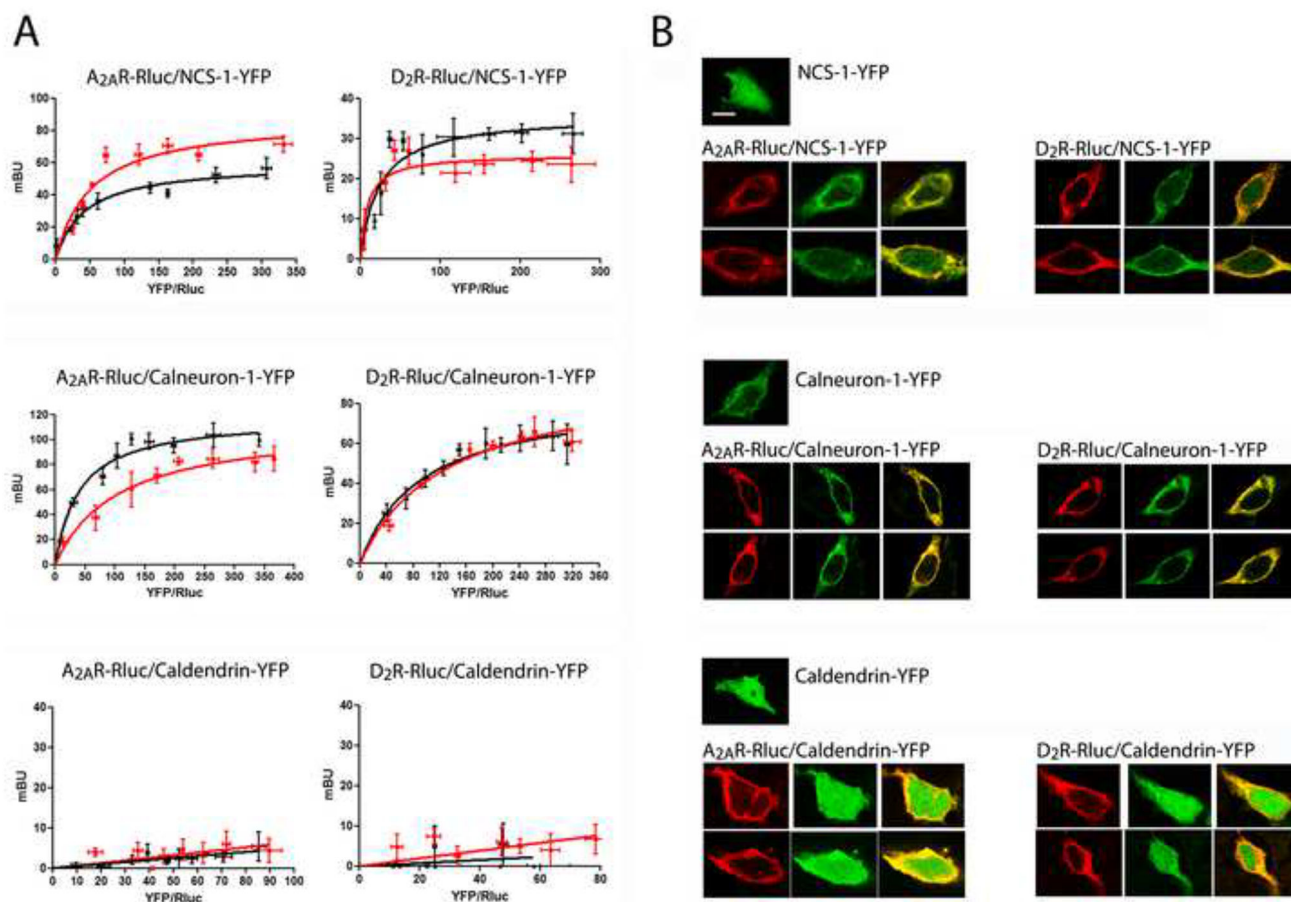 A
B
A2AR-Rluc/NCS-1-YFP
D2R-Rluc/NCS-1-YFP
100
80
60
40
20
0
mBU
0 50 100 150 200 250 300 350
YFP/Rluc
40
30
20
10
0
mBU
0 100 200 300
YFP/Rluc
NCS-1-YFP
A2AR-Rluc/NCS-1-YFP
D2R-Rluc/NCS-1-YFP
A2AR-Rluc/Calneuron-1-YFP
D2R-Rluc/Calneuron-1-YFP
120
100
80
60
40
20
0
mBU
0 50 100 150 200 250 300 350 400
YFP/Rluc
80
60
40
20
0
mBU
0 40 80 120 160 200 240 280 320 360
YFP/Rluc
Calneuron-1-YFP
A2AR-Rluc/Calneuron-1-YFP
D2R-Rluc/Calneuron-1-YFP
A2AR-Rluc/Caldendrin-YFP
D2R-Rluc/Caldendrin-YFP
40
30
20
10
0
mBU
0 10 20 30 40 50 60 70 80 90 100
YFP/Rluc
40
30
20
10
0
mBU
0 20 40 60 80
YFP/Rluc
Caldendrin-YFP
A2AR-Rluc/Caldendrin-YFP
D2R-Rluc/Caldendrin-YFP